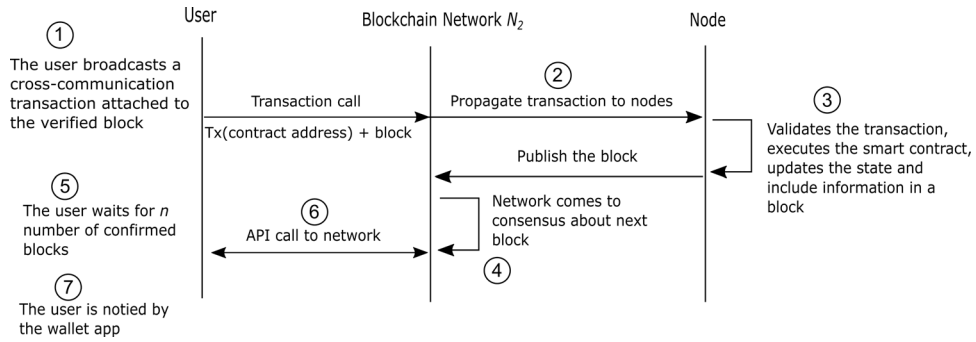 User
Blockchain Network N2
Node
1
The user broadcasts a
cross-communication
transaction attached to
the verified block
Transaction call
Tx(contract address) + block
2
Propagate transaction to nodes
3
Validates the transaction,
executes the smart contract,
updates the state and
include information in a
block
Publish the block
Network comes to
consensus about next
block
4
5
The user waits for n
number of confirmed
blocks
6
API call to network
7
The user is notied by
the wallet app